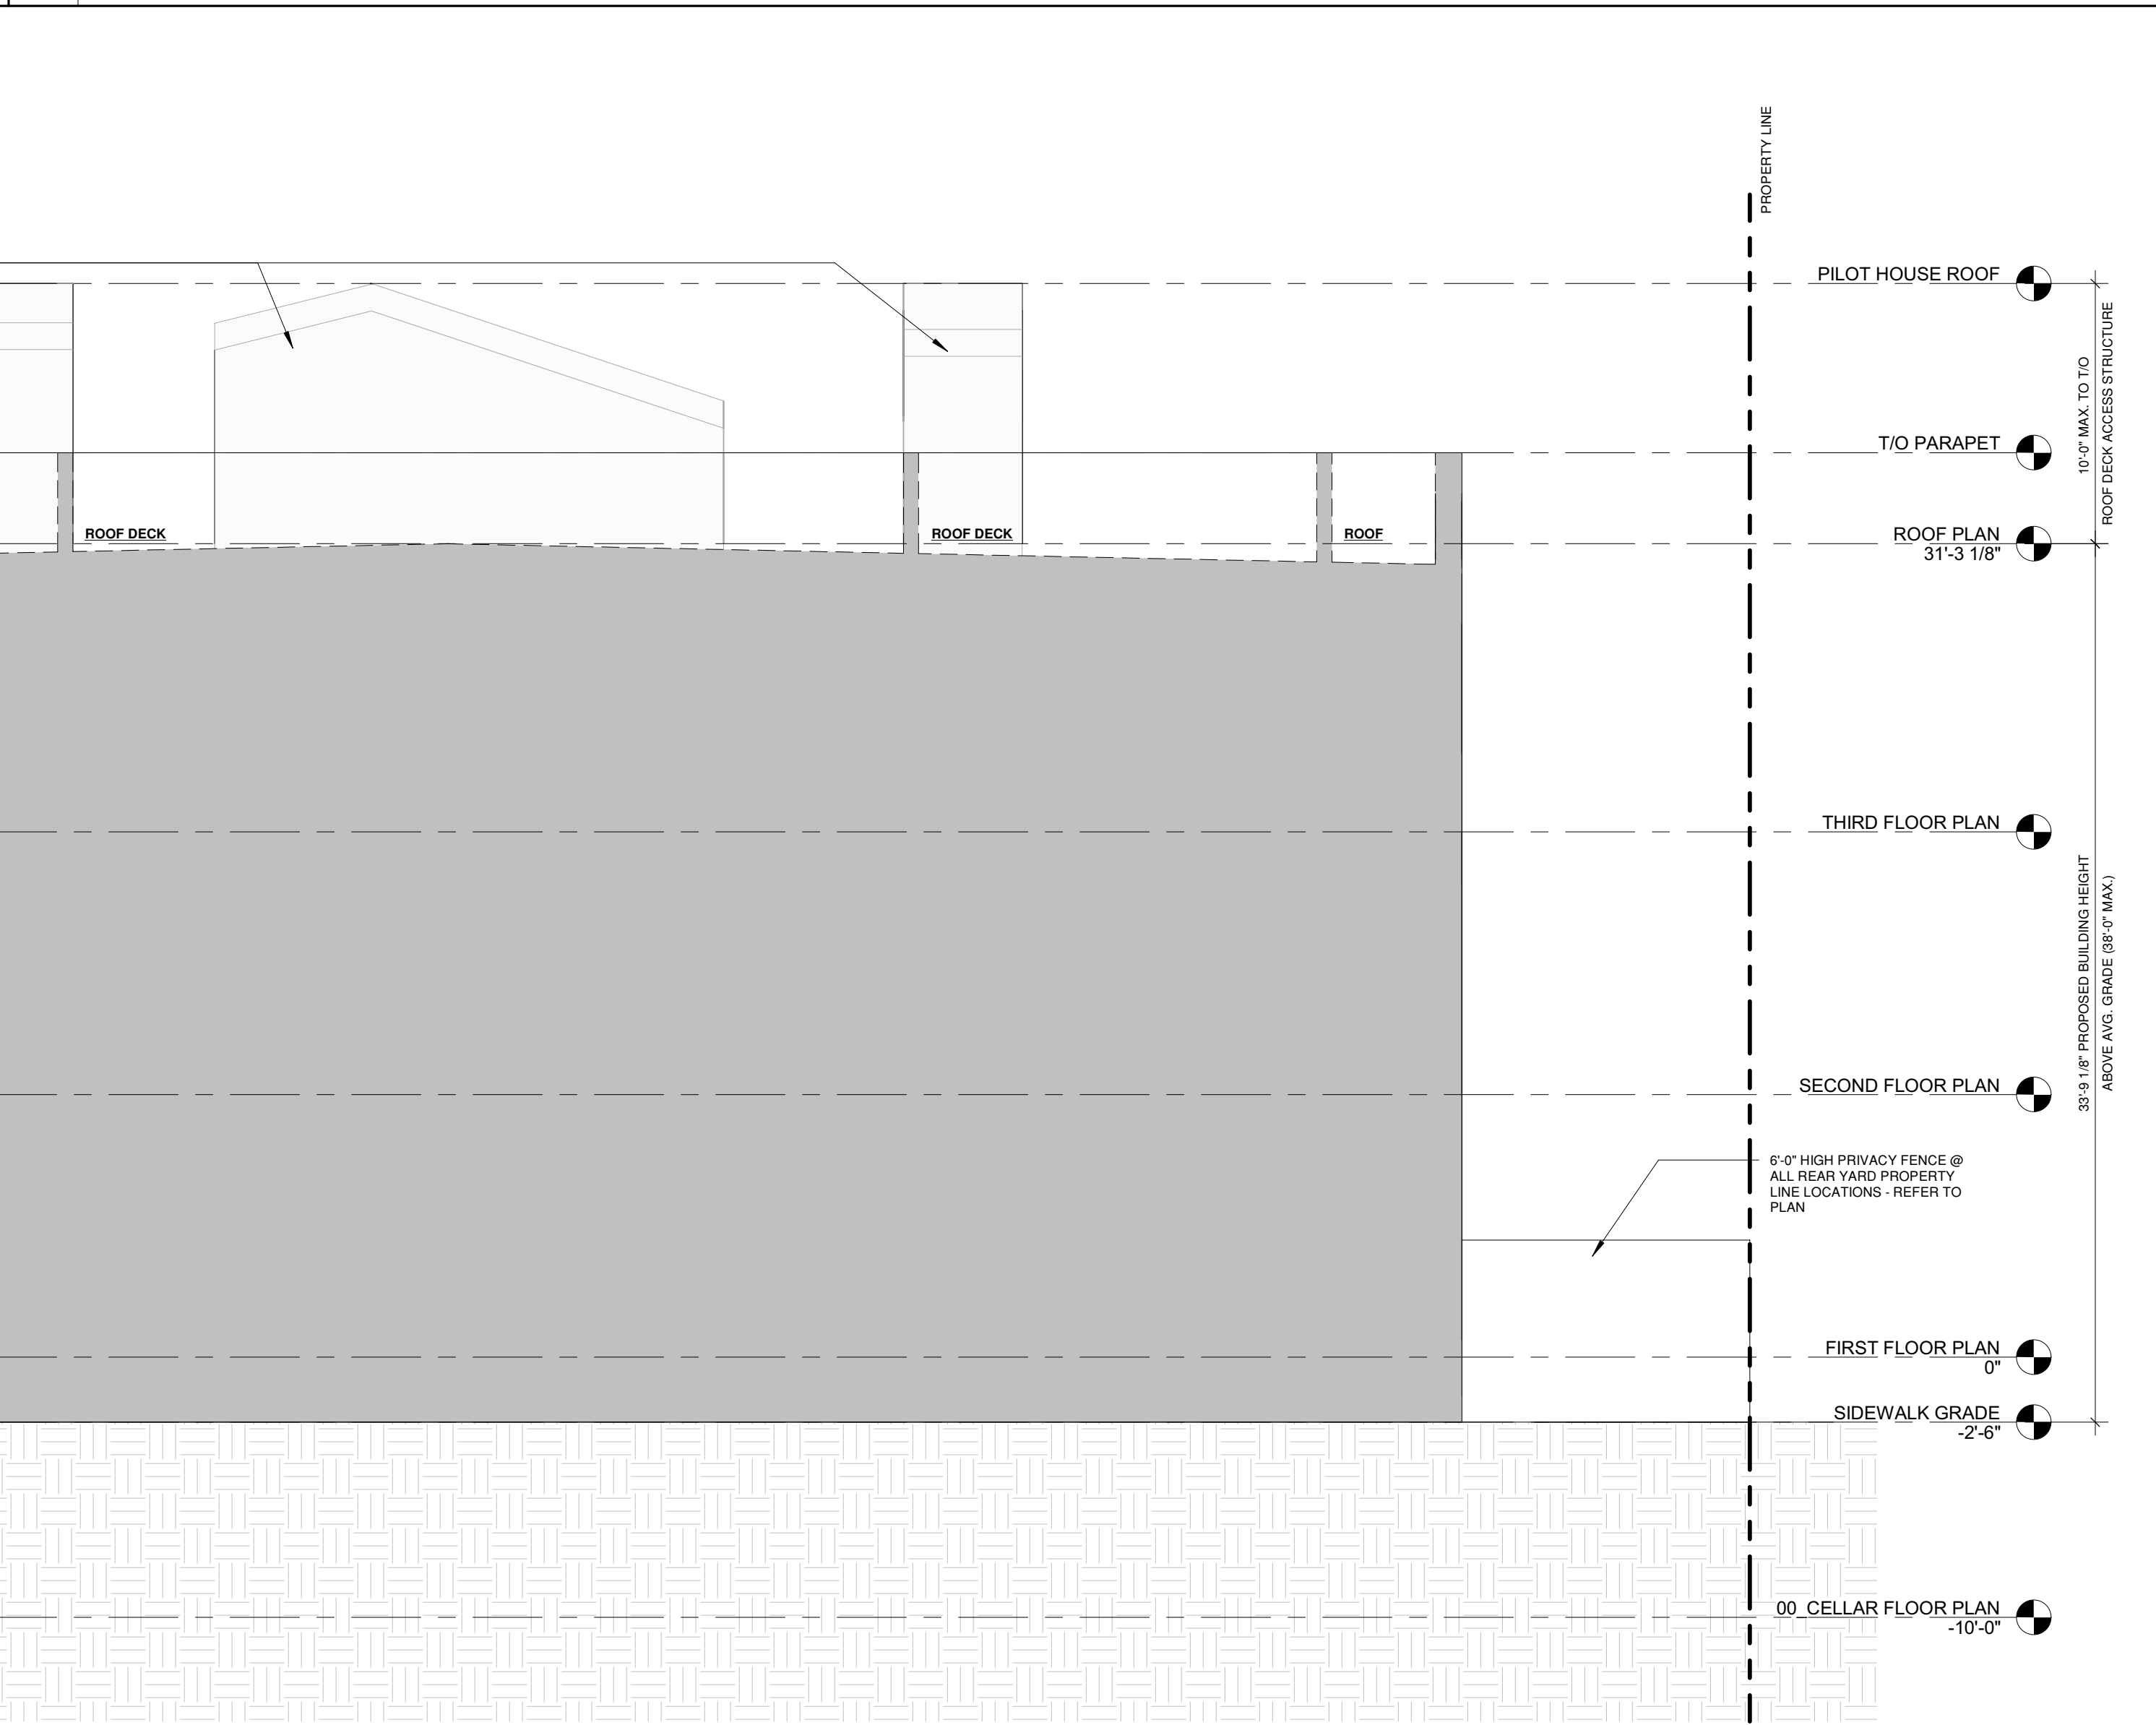 PROPERTY LINE
PILOT HOUSE ROOF
10'-0" MAX. TO T/O
ROOF DECK ACCESS STRUCTURE
T/O PARAPET
ROOF DECK
ROOF DECK
ROOF
ROOF PLAN
31'-3 1/8"
THIRD FLOOR PLAN
33'-9 1/8" PROPOSED BUILDING HEIGHT
ABOVE AVG. GRADE (38'-0" MAX.)
SECOND FLOOR PLAN
6'-0" HIGH PRIVACY FENCE @
ALL REAR YARD PROPERTY
LINE LOCATIONS - REFER TO
PLAN
FIRST FLOOR PLAN
0"
SIDEWALK GRADE
-2'-6"
00_CELLAR FLOOR PLAN
-10'-0"